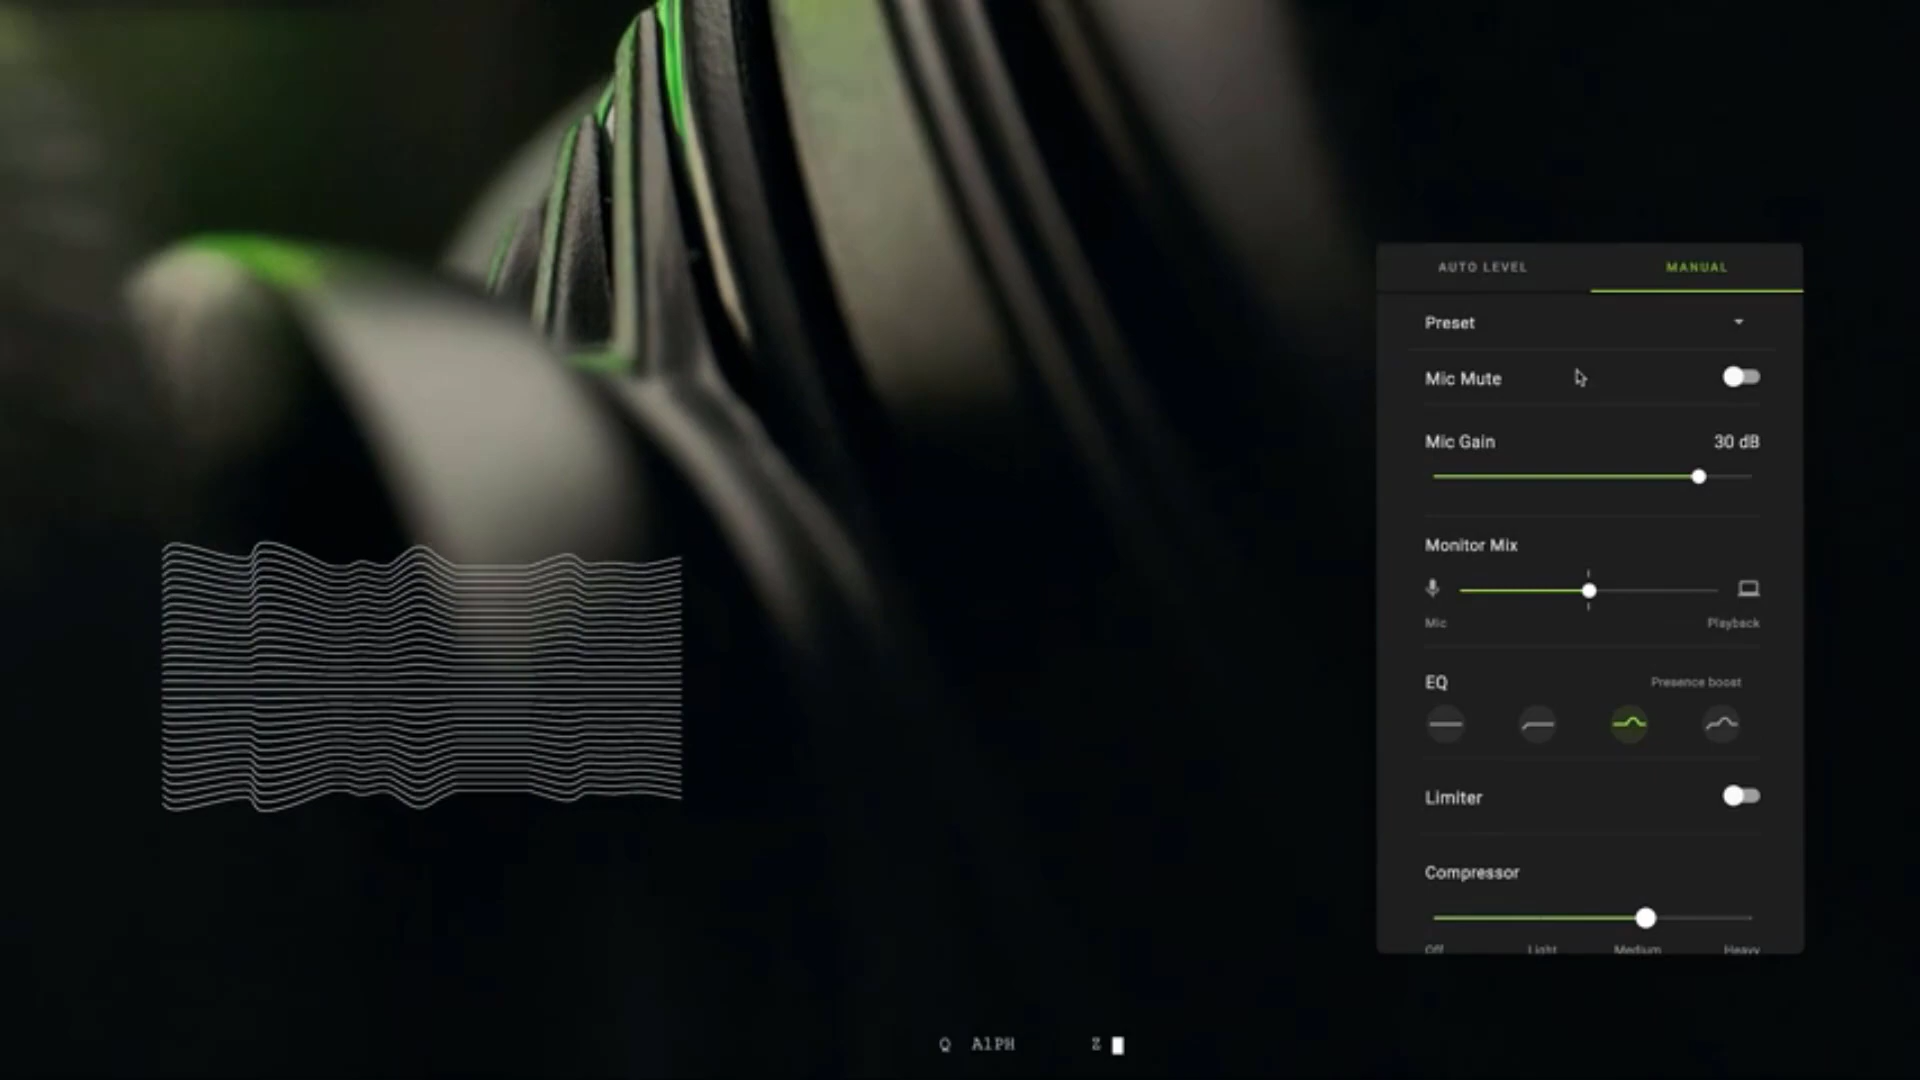 AUTO LEVEL MANUAL
Preset
Mic Mute
Mic Gain 30 dB
Monitor Mix
Mic Playback
EQ Presence boost
Limiter
Compressor
Off Light Medium Heavy
Q AlPH Z